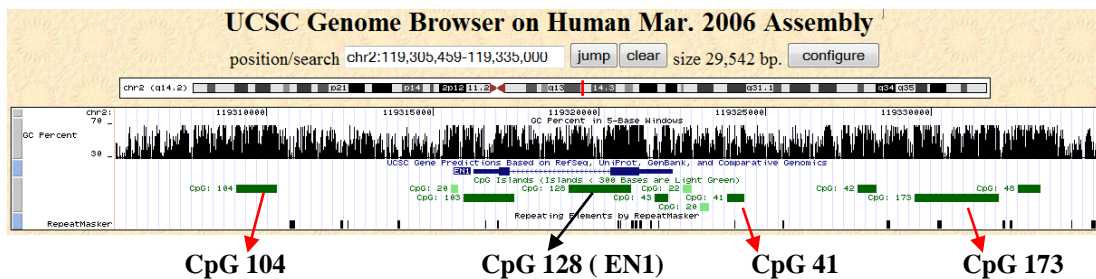 UCSC Genome Browser on Human Mar. 2006 Assembly
position/search chr2:119,305,459-119,335,000 jump clear size 29,542 bp. configure
chr2 (q14.2) p21 p14 2p12 11.2 q13 14.3 q31.1 q34 q35
chr2: 119310000 119315000 119320000 119325000 119330000
70 _ GC Percent in 5-Base Windows
GC Percent
30 _
UCSC Gene Predictions Based on RefSeq, UniProt, GenBank, and Comparative Genomics
EN1
CpG Islands (Islands < 300 Bases are Light Green)
CpG: 104 CpG: 20 CpG: 128 CpG: 22 CpG: 42 CpG: 48
CpG: 103 CpG: 43 CpG: 41 CpG: 173
CpG: 20
Repeating Elements by RepeatMasker
RepeatMasker
CpG 104 CpG 128 ( EN1) CpG 41 CpG 173